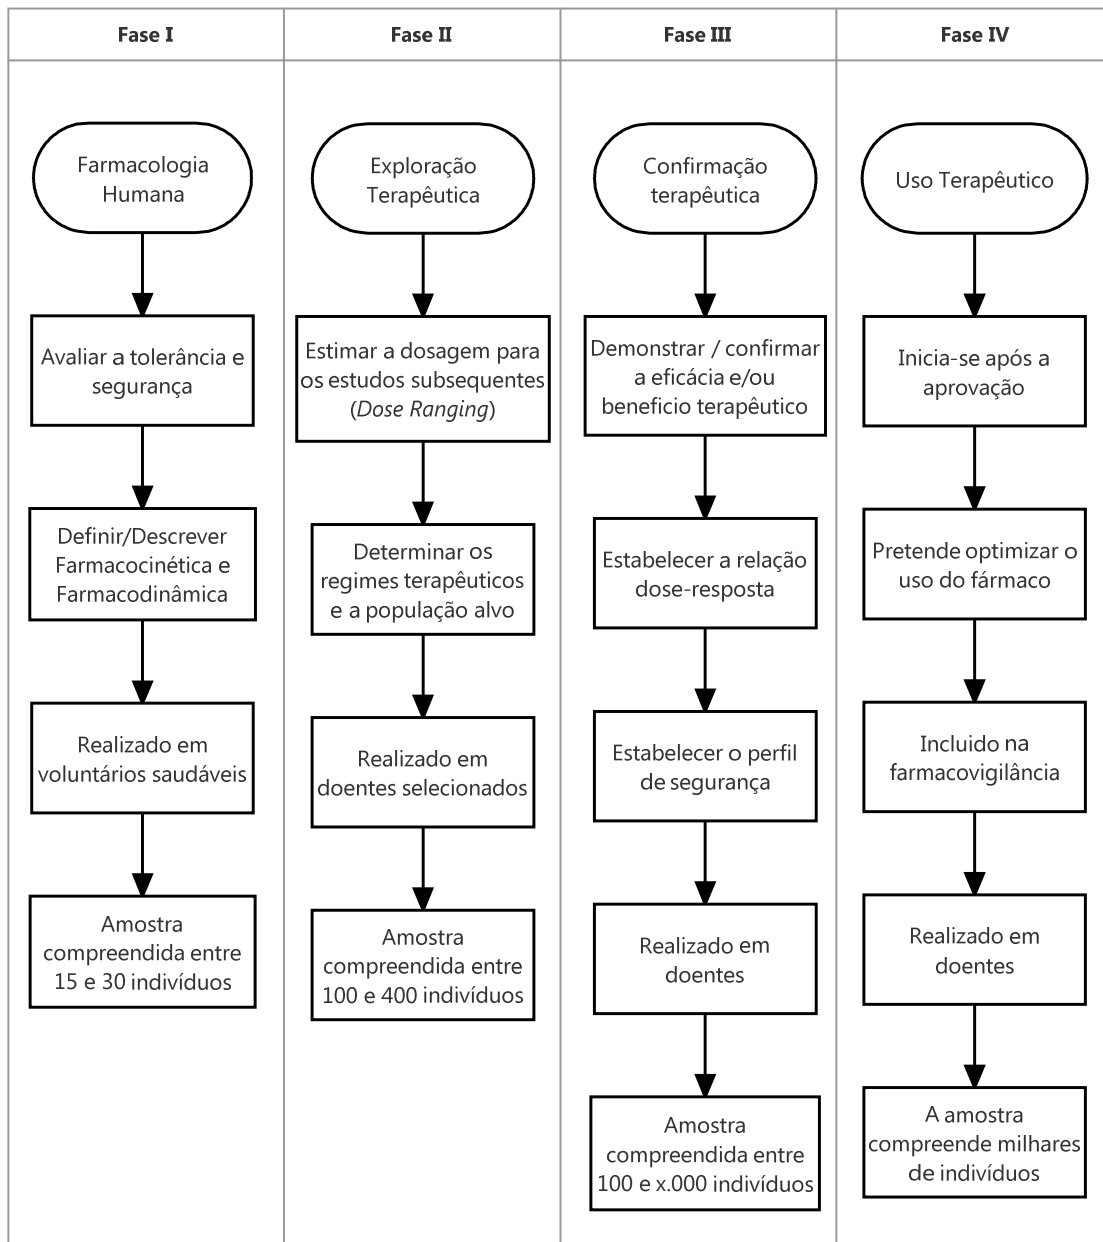 Fase I
Fase II
Fase III
Fase IV
Farmacologia
Humana
Avaliar a tolerância e
segurança
Definir/Descrever
Farmacocinética e
Farmacodinâmica
Realizado em
voluntários saudáveis
Amostra
compreendida entre
15 e 30 indivíduos
Exploração
Terapêutica
Estimar a dosagem para
os estudos subsequentes
(Dose Ranging)
Determinar os
regimes terapêuticos
e a população alvo
Realizado em
doentes selecionados
Amostra
compreendida entre
100 e 400 indivíduos
Confirmação
terapêutica
Demonstrar / confirmar
a eficácia e/ou
beneficio terapêutico
Estabelecer a relação
dose-resposta
Estabelecer o perfil
de segurança
Realizado em
doentes
Amostra
compreendida entre
100 e x.000 indivíduos
Uso Terapêutico
Inicia-se após a
aprovação
Pretende optimizar o
uso do fármaco
Incluido na
farmacovigilância
Realizado em
doentes
A amostra
compreende milhares
de indivíduos